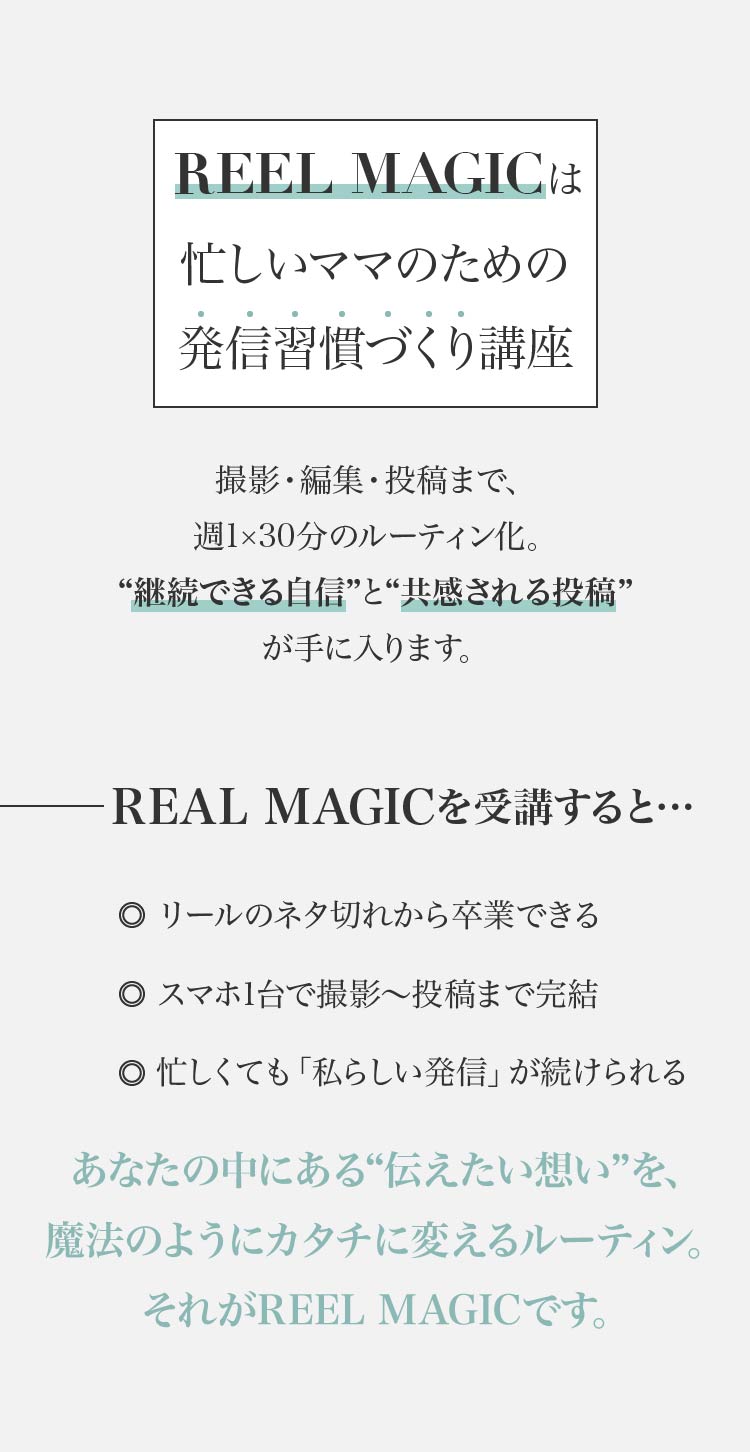 REEL MAGICは
忙しいママのための
発信習慣づくり講座
撮影・編集・投稿まで、
週1×30分のルーティン化。
“継続できる自信”と“共感される投稿”
が手に入ります。
REAL MAGICを受講すると…
◎ リールのネタ切れから卒業できる
◎ スマホ1台で撮影〜投稿まで完結
◎ 忙しくても「私らしい発信」が続けられる
あなたの中にある“伝えたい想い”を、
魔法のようにカタチに変えるルーティン。
それがREEL MAGICです。